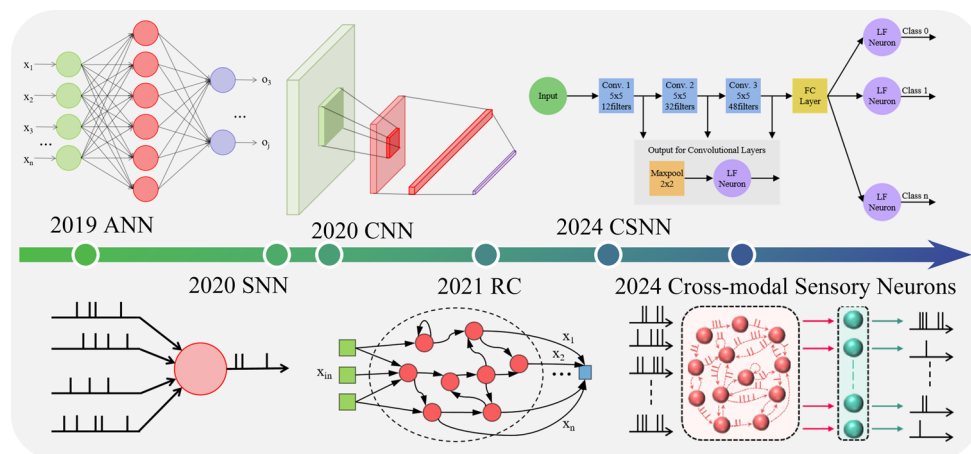 x1
x2
x3
...
xn
o3
...
oj
Input
Conv. 1
5x5
12filters
Conv. 2
5x5
32filters
Conv. 3
5x5
48filters
FC
Layer
LF
Neuron
Class 0
LF
Neuron
Class 1
LF
Neuron
Class n
Output for Convolutional Layers
Maxpool
2x2
LF
Neuron
2019 ANN
2020 CNN
2024 CSNN
2020 SNN
2021 RC
2024 Cross-modal Sensory Neurons
xin
x1
x2
...
xn